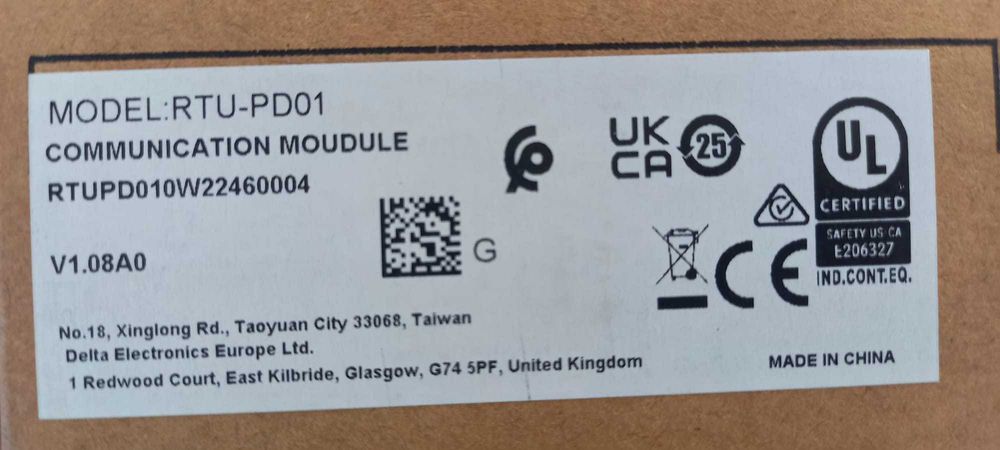 MODEL:RTU-PD01
COMMUNICATION MOUDULE
RTUPD010W22460004
V1.08A0
G
UK
CA
25
UL
CERTIFIED
SAFETY US CA
E206327
IND.CONT.EQ.
CE
No.18, Xinglong Rd., Taoyuan City 33068, Taiwan
Delta Electronics Europe Ltd.
1 Redwood Court, East Kilbride, Glasgow, G74 5PF, United Kingdom
MADE IN CHINA